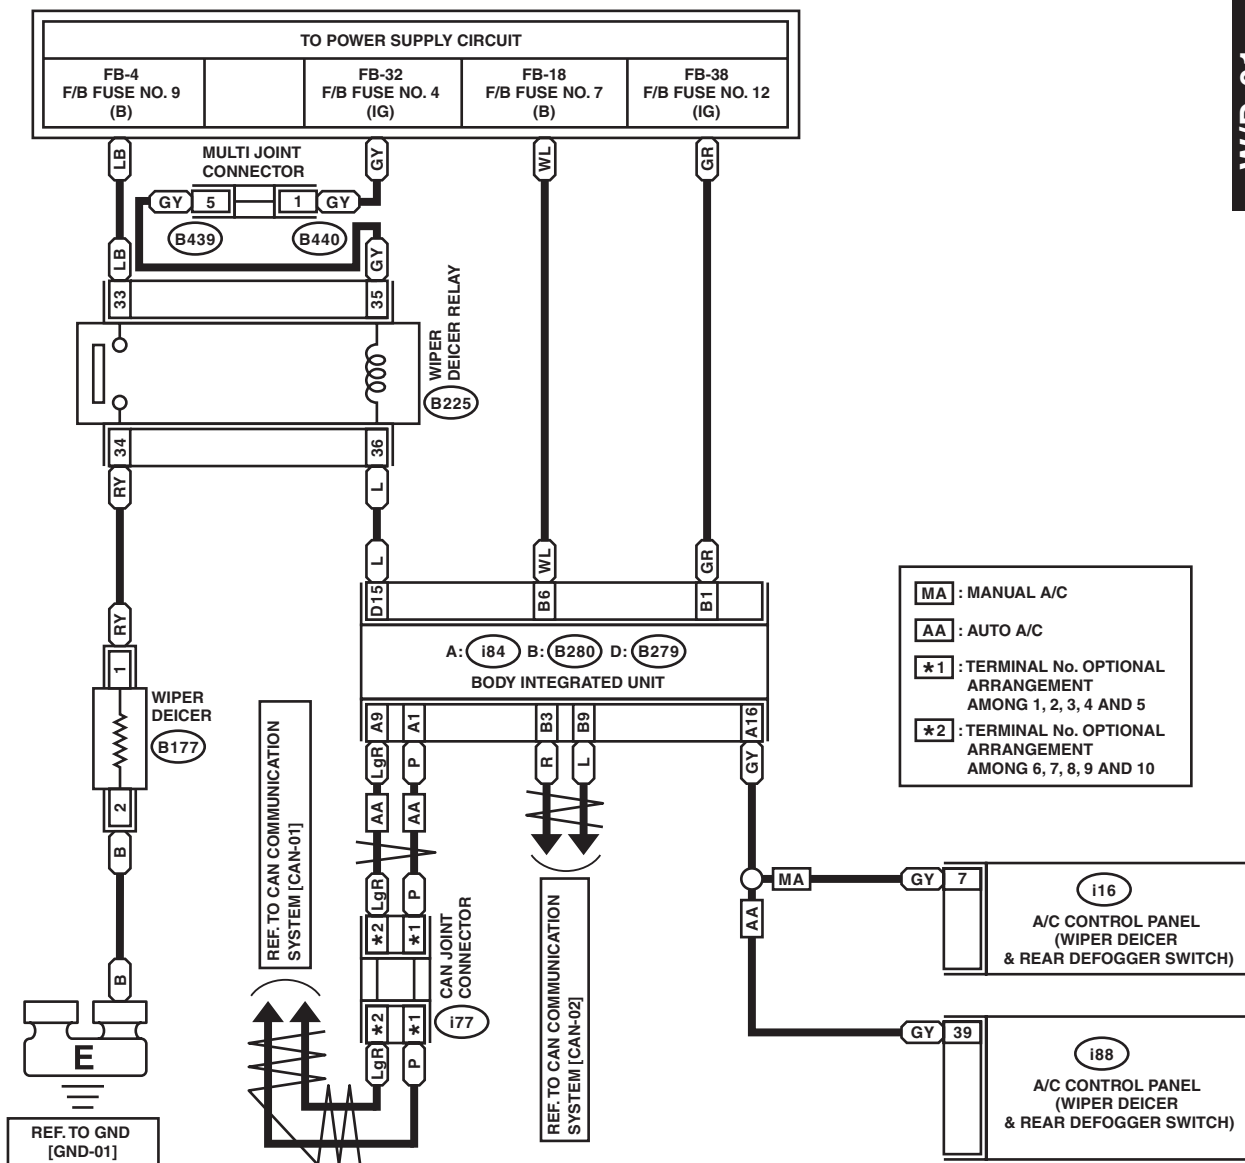 TO POWER SUPPLY CIRCUIT
FB-4
F/B FUSE NO. 9
(B)
FB-32
F/B FUSE NO. 4
(IG)
FB-18
F/B FUSE NO. 7
(B)
FB-38
F/B FUSE NO. 12
(IG)
LB
GY
WL
GR
MULTI JOINT
CONNECTOR
GY 5 1 GY
B439
B440
LB
GY
33
35
WIPER
DEICER RELAY
B225
34
36
RY
L
L
WL
GR
D15
B6
B1
A: i84 B: B280 D: B279
BODY INTEGRATED UNIT
A9
A1
B3
B9
A16
LgR
P
R
L
GY
AA
AA
LgR
P
*2
*1
CAN JOINT
CONNECTOR
i77
*2
*1
LgR
P
RY
1
WIPER
DEICER
B177
2
B
B
E
REF. TO GND
[GND-01]
REF. TO CAN COMMUNICATION
SYSTEM [CAN-01]
REF. TO CAN COMMUNICATION
SYSTEM [CAN-02]
MA : MANUAL A/C
AA : AUTO A/C
*1 : TERMINAL No. OPTIONAL
ARRANGEMENT
AMONG 1, 2, 3, 4 AND 5
*2 : TERMINAL No. OPTIONAL
ARRANGEMENT
AMONG 6, 7, 8, 9 AND 10
MA
GY 7
i16
A/C CONTROL PANEL
(WIPER DEICER
& REAR DEFOGGER SWITCH)
AA
GY 39
i88
A/C CONTROL PANEL
(WIPER DEICER
& REAR DEFOGGER SWITCH)